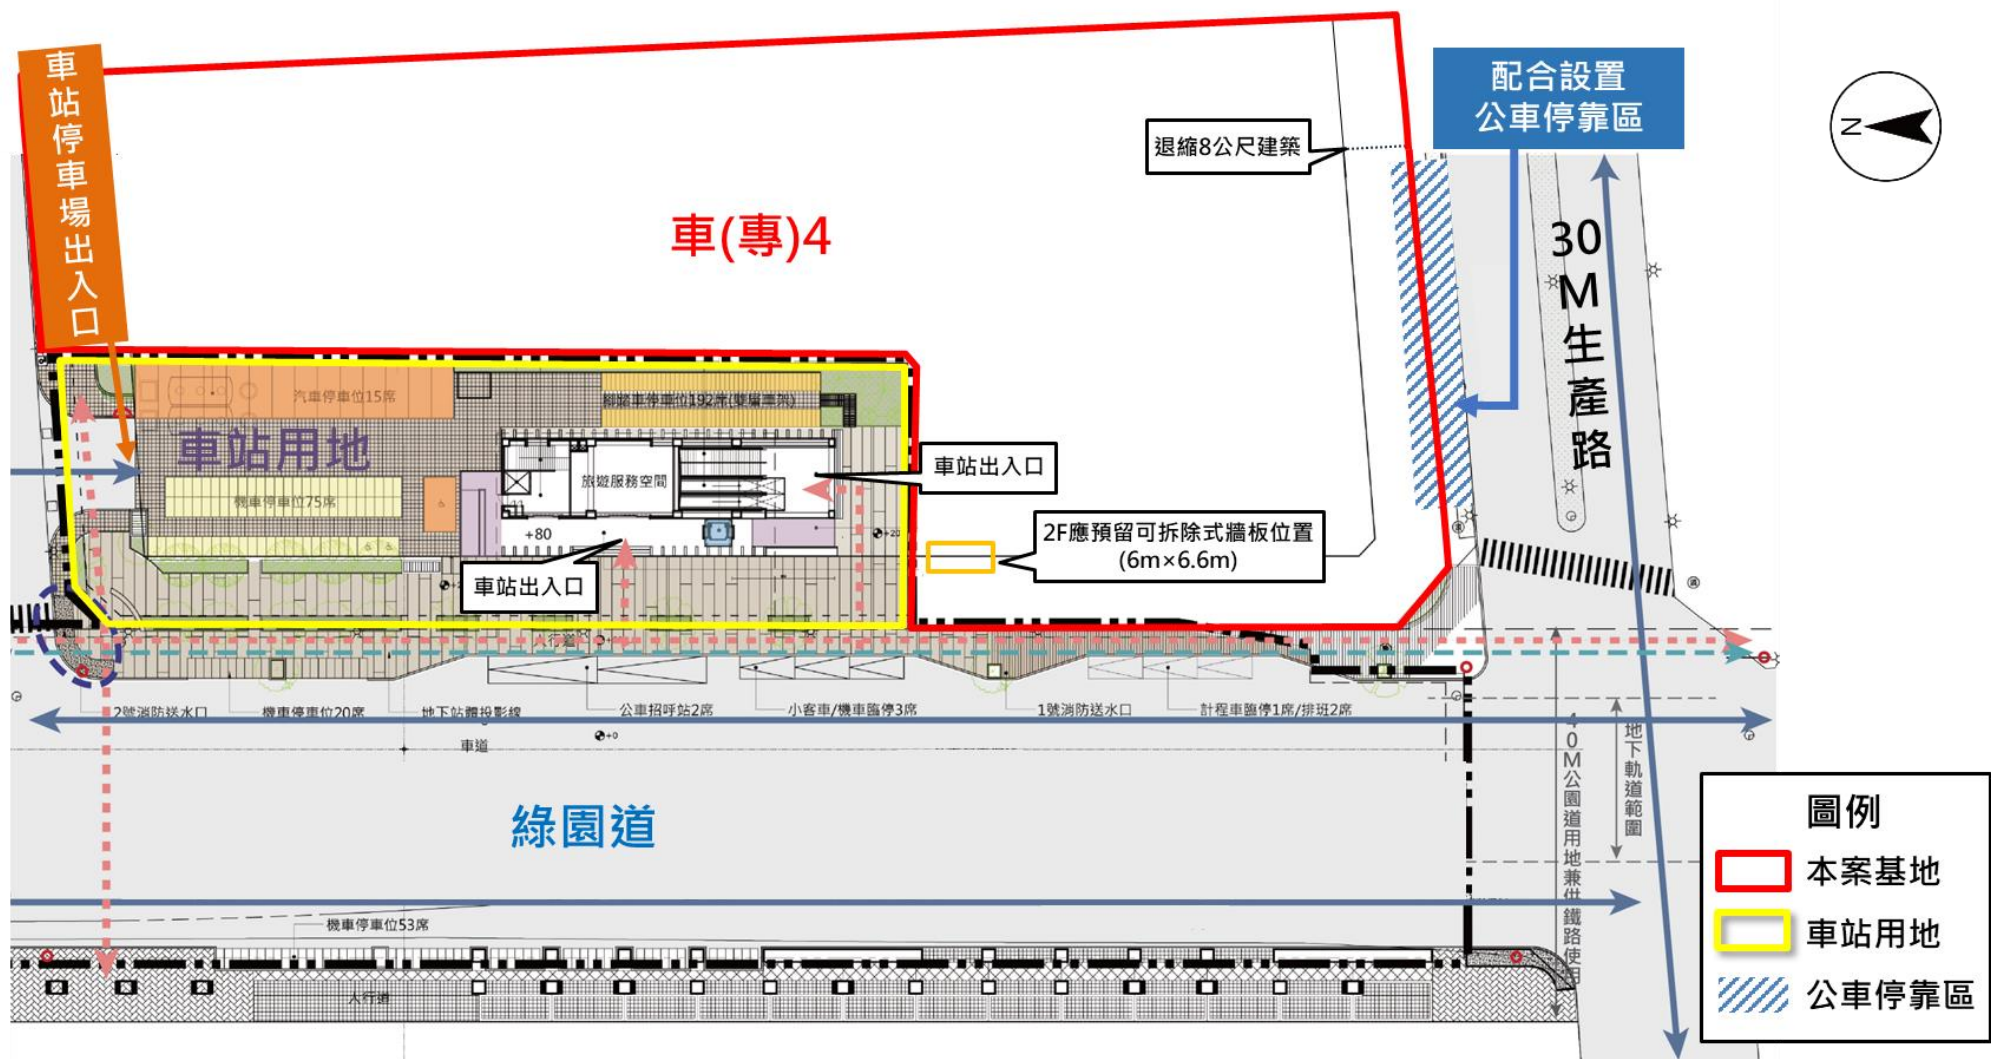 車站停車場出入口
配合設置
公車停靠區
N
退縮8公尺建築
車(專)4
30M生產路
汽車停車位15席
腳踏車停車位192席(雙層車架)
車站用地
車站出入口
旅遊服務空間
機車停車位75席
+80
+20
2F應預留可拆除式牆板位置
(6m×6.6m)
車站出入口
人行道
2號消防送水口
機車停車位20席
地下站體投影線
公車招呼站2席
小客車/機車臨停3席
1號消防送水口
計程車臨停1席/排班2席
車道
+0
40M公園道用地兼供鐵路使用
地下軌道範圍
綠園道
機車停車位53席
人行道
圖例
本案基地
車站用地
公車停靠區